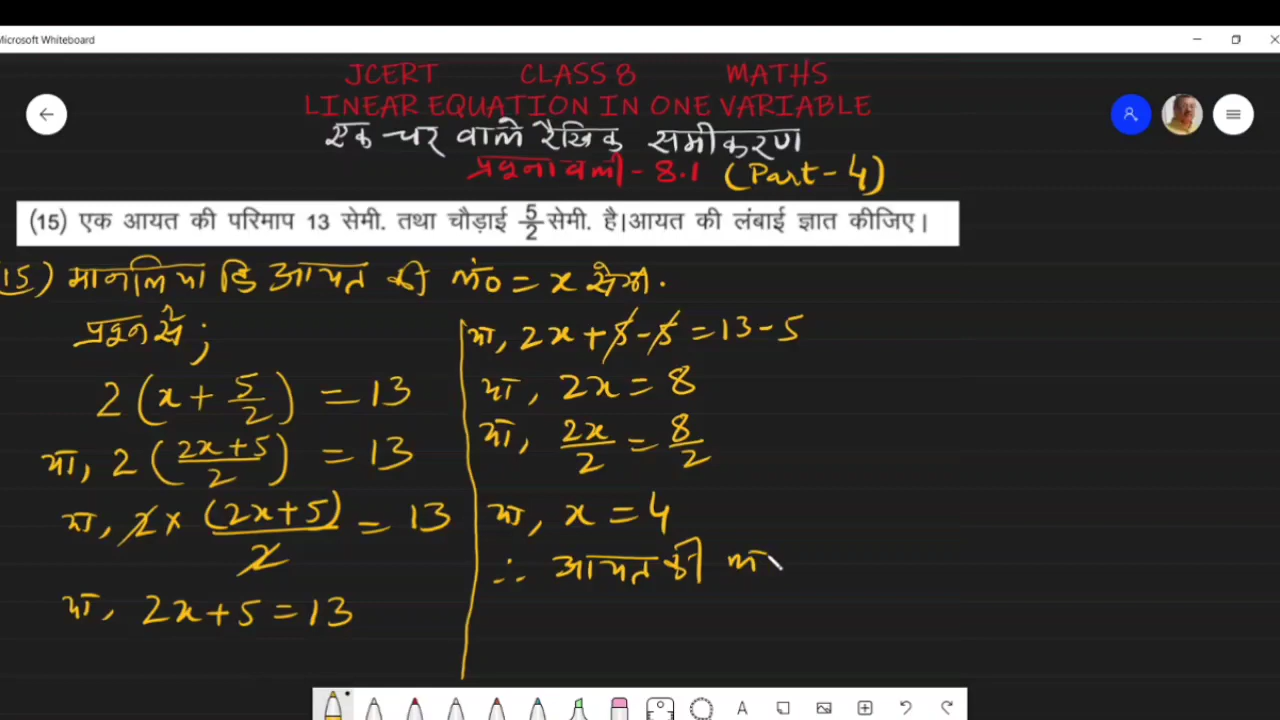 Microsoft Whiteboard
JCERT CLASS 8 MATHS
LINEAR EQUATION IN ONE VARIABLE
एक चर वाले रैखिक समीकरण
प्रश्नावली - 8.1 (Part - 4)
(15) एक आयत की परिमाप 13 सेमी. तथा चौड़ाई 5/2 सेमी. है।आयत की लंबाई ज्ञात कीजिए।
15) मानलिया कि आयत की लं० = x सेमी.
प्रश्न से;
2(x + 5/2) = 13
या, 2((2x+5)/2) = 13
या, 2 × (2x+5)/2 = 13
या, 2x+5 = 13
या, 2x + 5 - 5 = 13 - 5
या, 2x = 8
या, 2x/2 = 8/2
या, x = 4
∴ आयत की लं
A